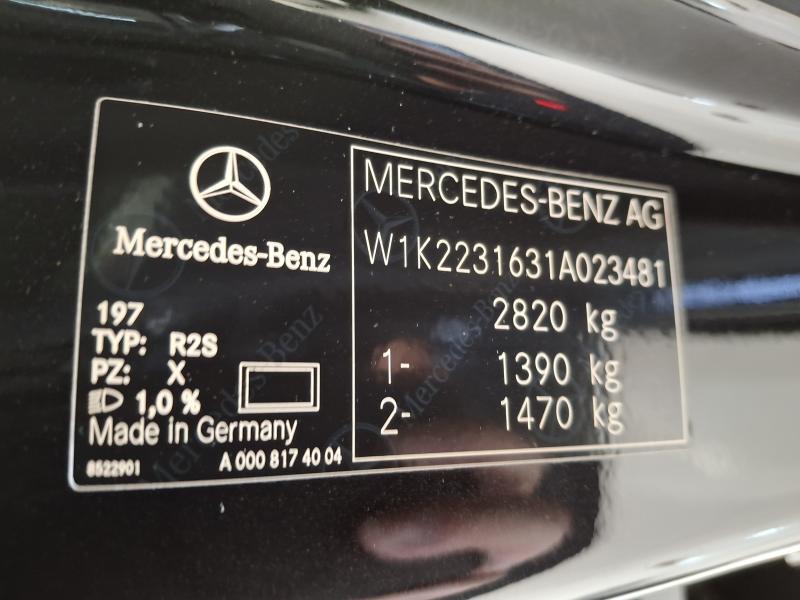 Mercedes-Benz
197
TYP: R2S
PZ: X
1,0 %
Made in Germany
8522901 A 000 817 40 04
MERCEDES-BENZ AG
W1K2231631A023481
2820 kg
1- 1390 kg
2- 1470 kg